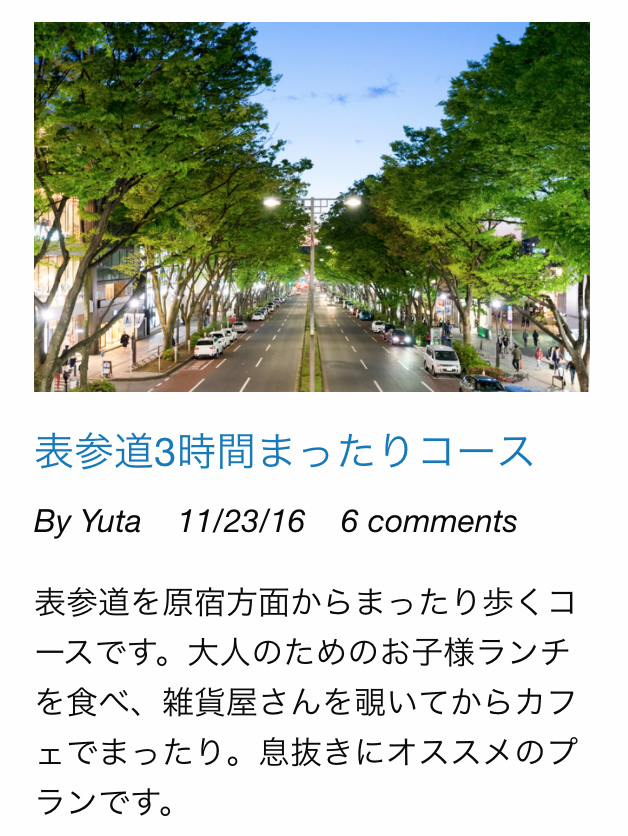 表参道3時間まったりコース
By Yuta 11/23/16 6 comments
表参道を原宿方面からまったり歩くコ
ースです。大人のためのお子様ランチ
を食べ、雑貨屋さんを覗いてからカフ
ェでまったり。息抜きにオススメのプ
ランです。